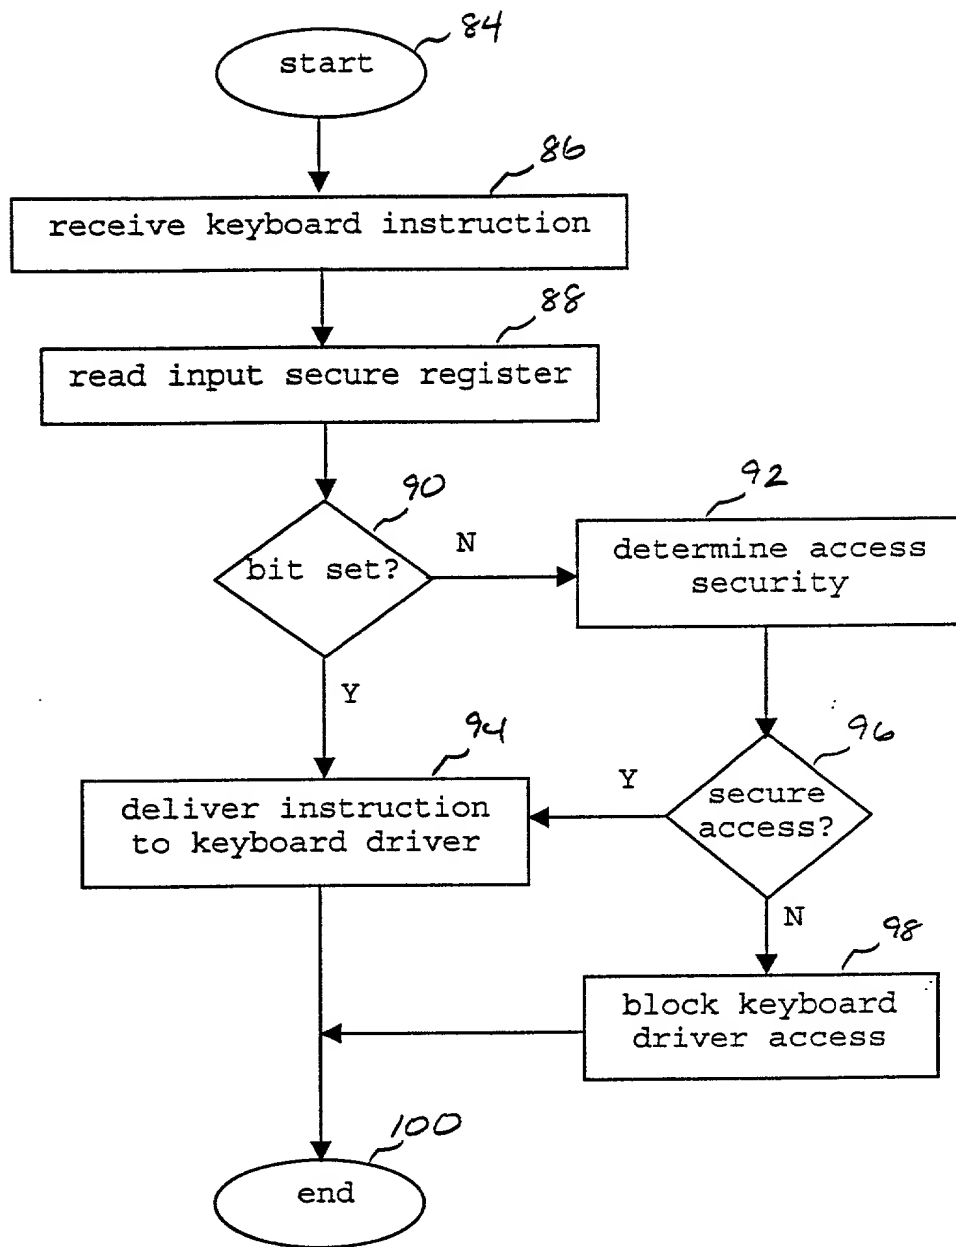 84
start
86
receive keyboard instruction
88
read input secure register
90
bit set?
N
92
determine access
security
Y
94
deliver instruction
to keyboard driver
96
secure
access?
Y
N
98
block keyboard
driver access
100
end